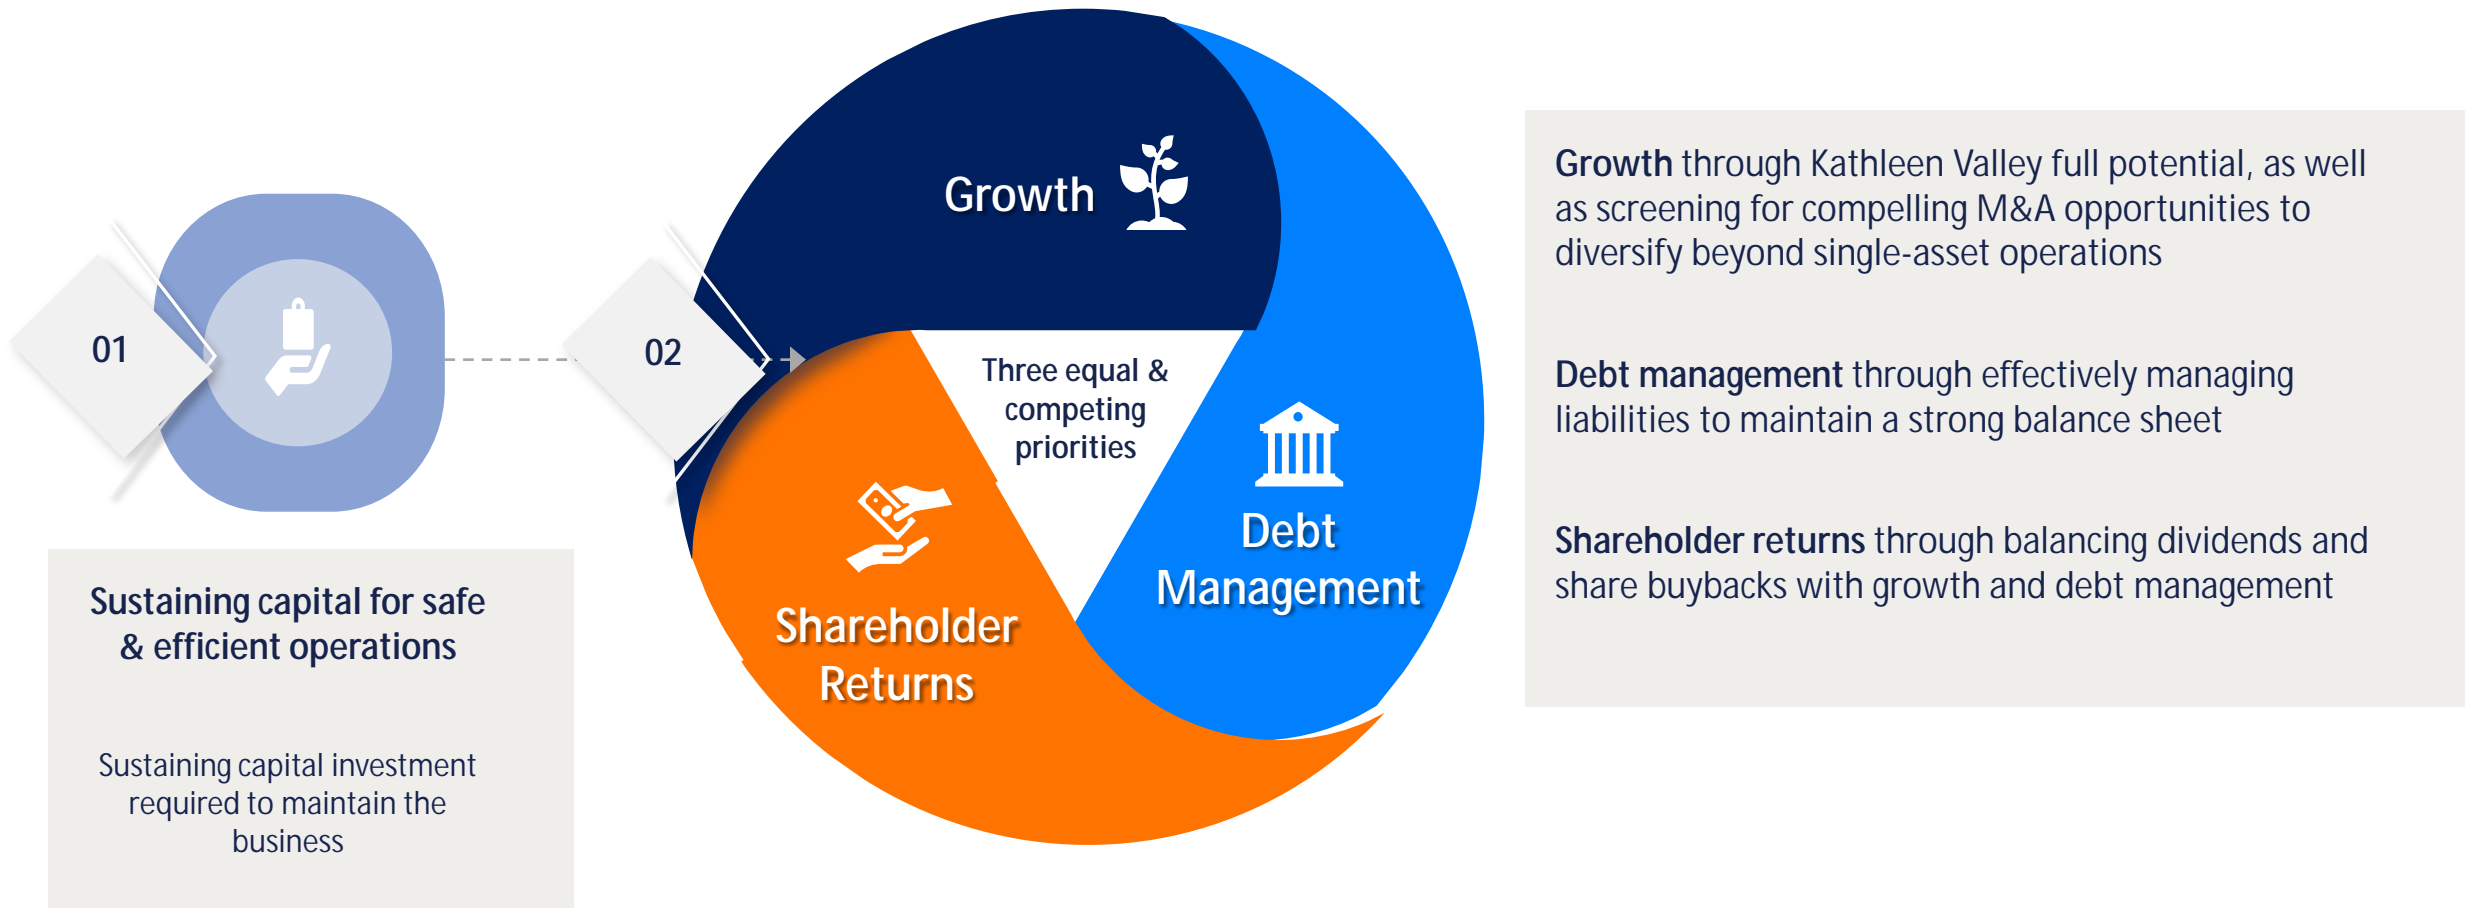 01
Sustaining capital for safe
& efficient operations
Sustaining capital investment
required to maintain the
business
02
Growth
Three equal &
competing
priorities
Debt
Management
Shareholder
Returns
Growth through Kathleen Valley full potential, as well
as screening for compelling M&A opportunities to
diversify beyond single-asset operations
Debt management through effectively managing
liabilities to maintain a strong balance sheet
Shareholder returns through balancing dividends and
share buybacks with growth and debt management